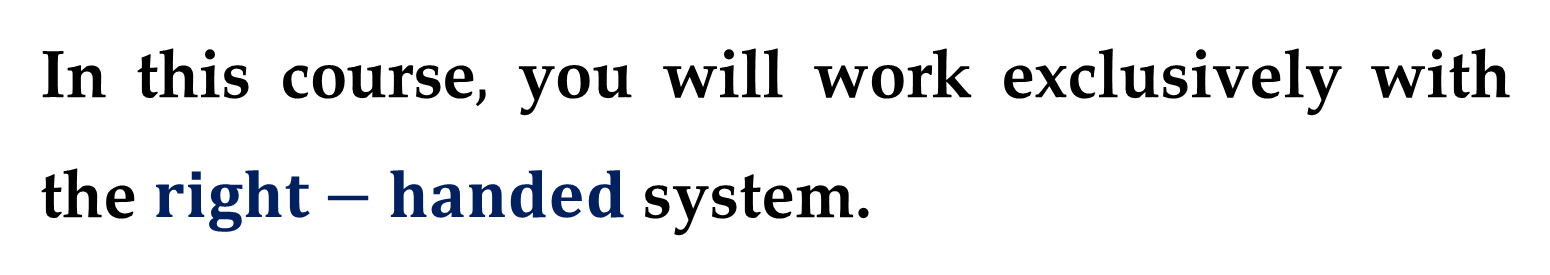 In this course, you will work exclusively with
the right – handed system.